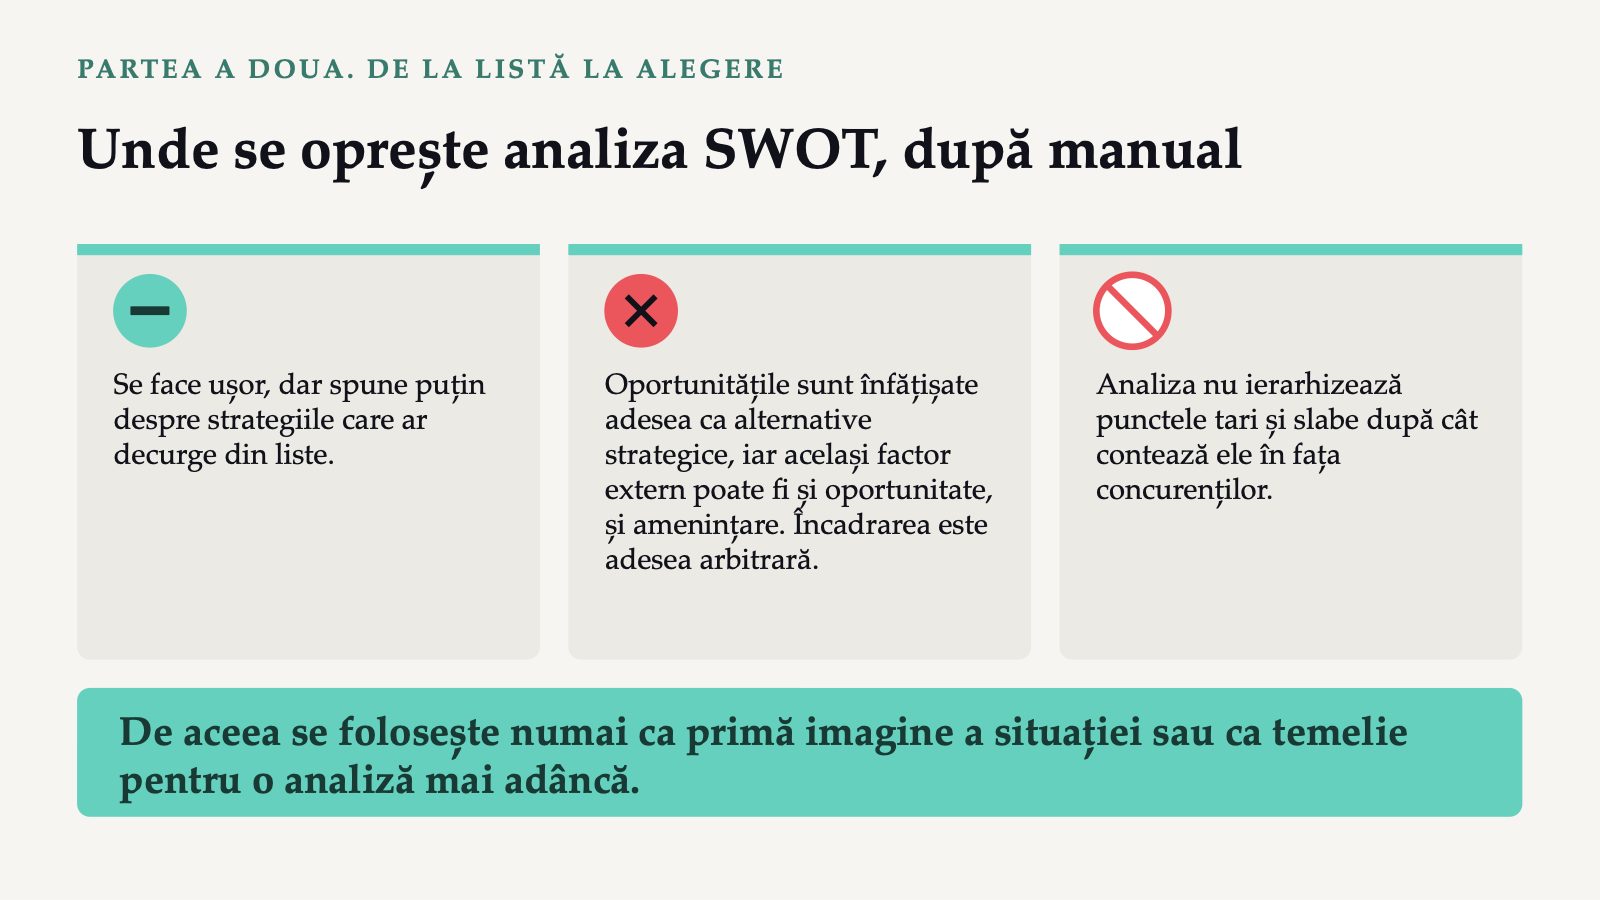 PARTEA A DOUA. DE LA LISTĂ LA ALEGERE
Unde se oprește analiza SWOT, după manual
Se face ușor, dar spune puțin
despre strategiile care ar
decurge din liste.
Oportunitățile sunt înfățișate
adesea ca alternative
strategice, iar același factor
extern poate fi și oportunitate,
și amenințare. Încadrarea este
adesea arbitrară.
Analiza nu ierarhizează
punctele tari și slabe după cât
contează ele în fața
concurenților.
De aceea se folosește numai ca primă imagine a situației sau ca temelie
pentru o analiză mai adâncă.